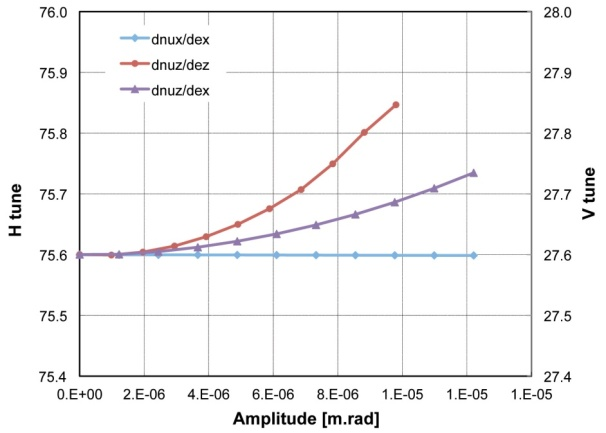 76.0
75.9
75.8
75.7
75.6
75.5
75.4
H tune
dnux/dex
dnuz/dez
dnuz/dex
28.0
27.9
27.8
27.7
27.6
27.5
27.4
V tune
0.E+00 2.E-06 4.E-06 6.E-06 8.E-06 1.E-05 1.E-05 1.E-05
Amplitude [m.rad]